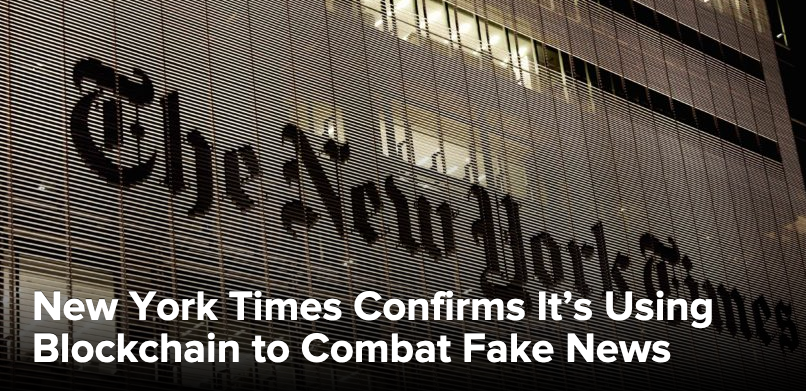 The New York Times
New York Times Confirms It’s Using
Blockchain to Combat Fake News